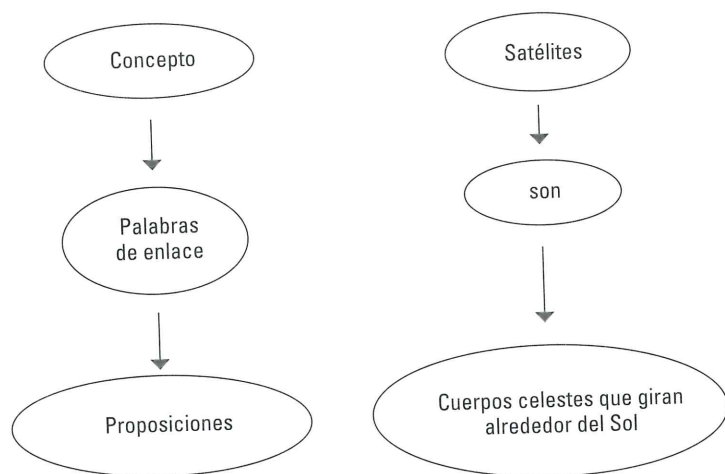 Concepto
Palabras
de enlace
Proposiciones
Satélites
son
Cuerpos celestes que giran
alrededor del Sol